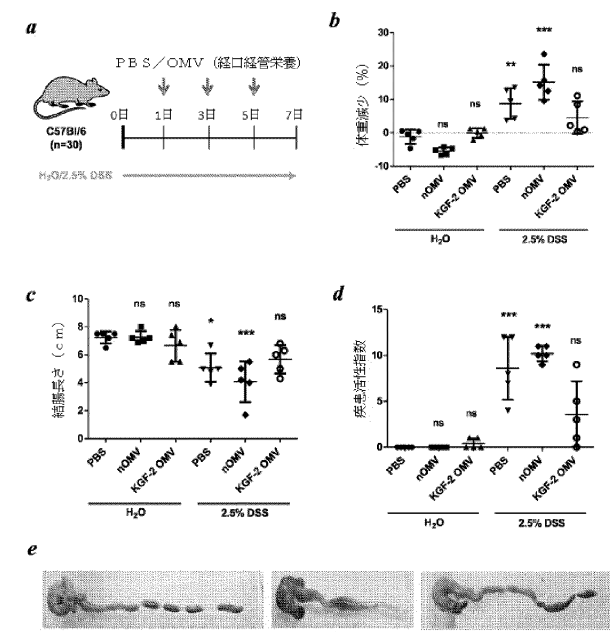 a
PBS/OMV (経口経管栄養)
0日 1日 3日 5日 7日
C57Bl/6
(n=30)
H₂O/2.5% DSS
b
体重減少 (%)
30
20
10
0
-10
ns
ns
**
***
ns
PBS
nOMV
KGF-2 OMV
PBS
nOMV
KGF-2 OMV
H₂O
2.5% DSS
c
結腸長さ (cm)
10
8
6
4
2
0
ns
ns
*
***
ns
PBS
nOMV
KGF-2 OMV
PBS
nOMV
KGF-2 OMV
H₂O
2.5% DSS
d
疾患活性指数
15
10
5
0
ns
ns
***
***
ns
PBS
nOMV
KGF-2 OMV
PBS
nOMV
KGF-2 OMV
H₂O
2.5% DSS
e